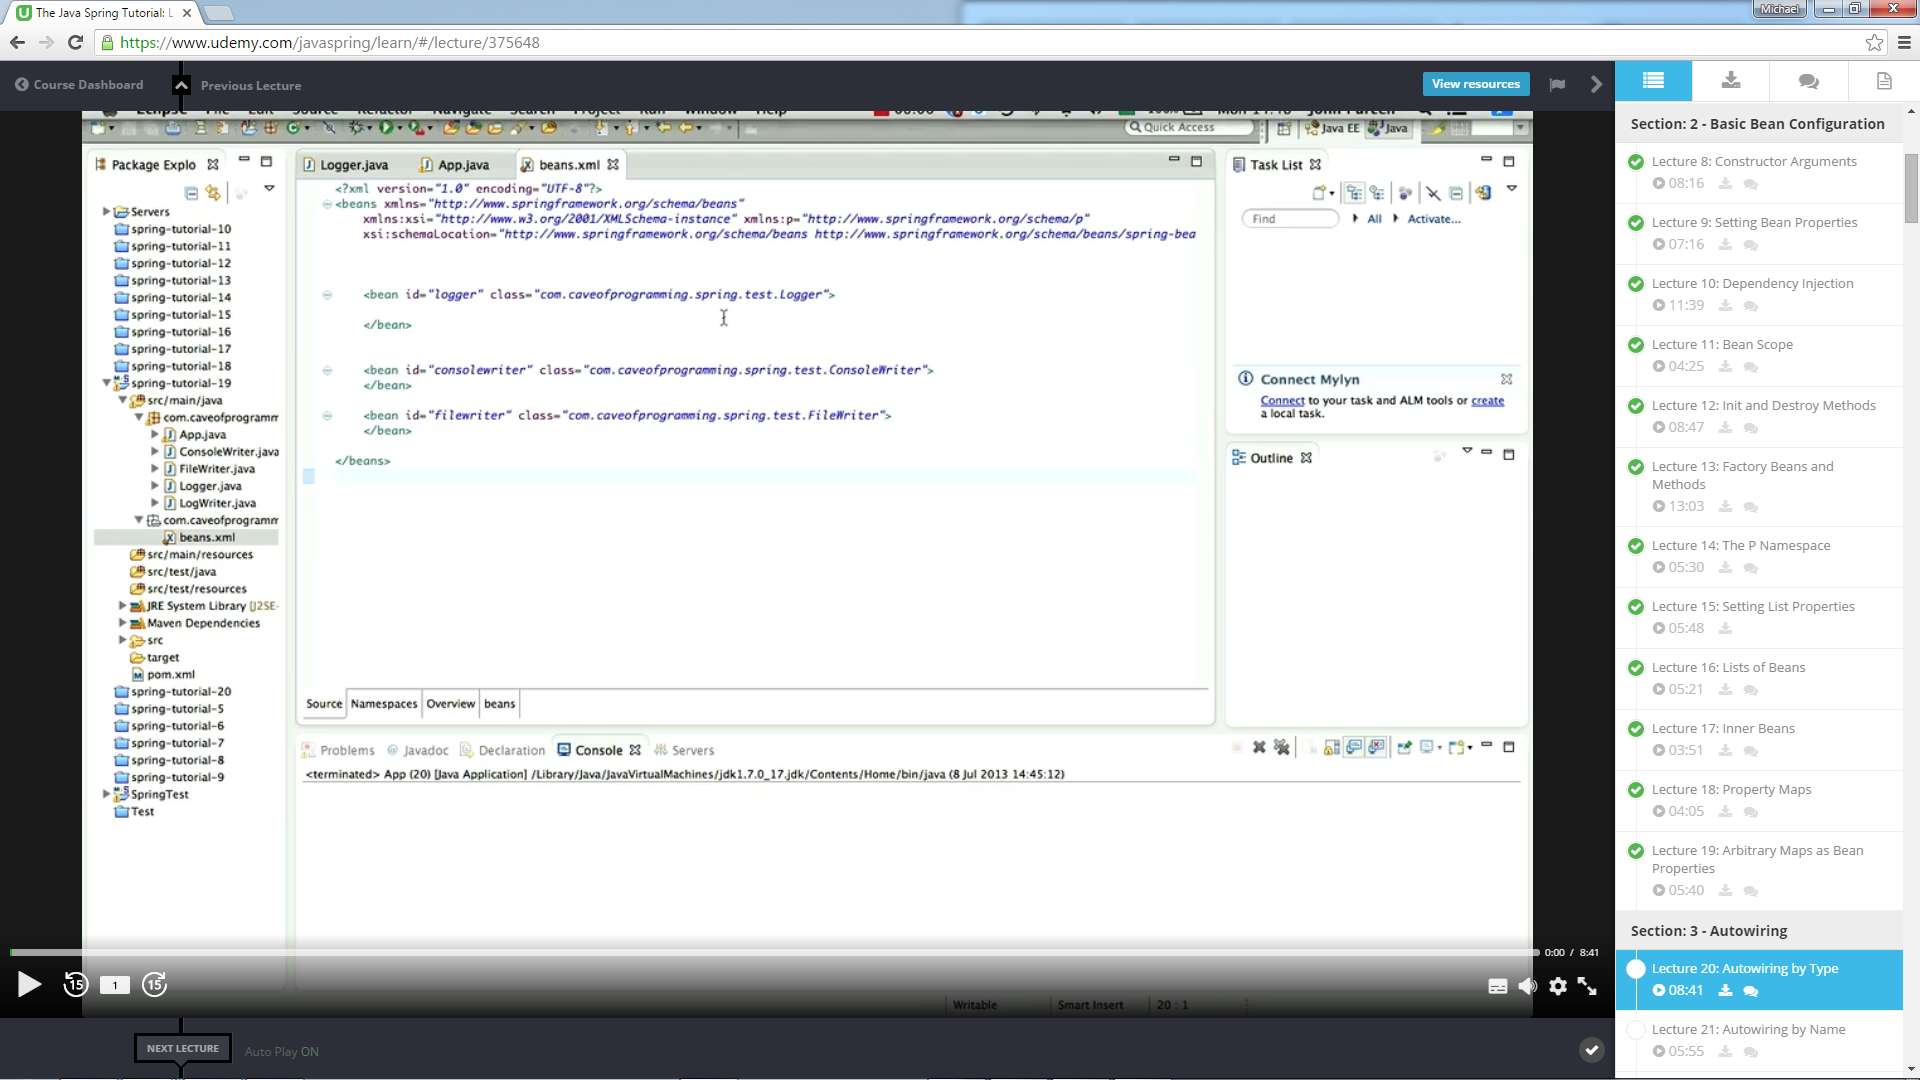 The Java Spring Tutorial: L
Michael
https://www.udemy.com/javaspring/learn/#/lecture/375648
Course Dashboard
Previous Lecture
View resources
Quick Access
Java EE
Java
Package Explo
Servers
spring-tutorial-10
spring-tutorial-11
spring-tutorial-12
spring-tutorial-13
spring-tutorial-14
spring-tutorial-15
spring-tutorial-16
spring-tutorial-17
spring-tutorial-18
spring-tutorial-19
src/main/java
com.caveofprogramm
App.java
ConsoleWriter.java
FileWriter.java
Logger.java
LogWriter.java
com.caveofprogramm
beans.xml
src/main/resources
src/test/java
src/test/resources
JRE System Library [J2SE-
Maven Dependencies
src
target
pom.xml
spring-tutorial-20
spring-tutorial-5
spring-tutorial-6
spring-tutorial-7
spring-tutorial-8
spring-tutorial-9
SpringTest
Test
Logger.java App.java beans.xml
<?xml version="1.0" encoding="UTF-8"?>
<beans xmlns="http://www.springframework.org/schema/beans"
xmlns:xsi="http://www.w3.org/2001/XMLSchema-instance" xmlns:p="http://www.springframework.org/schema/p"
xsi:schemaLocation="http://www.springframework.org/schema/beans http://www.springframework.org/schema/beans/spring-bea
<bean id="logger" class="com.caveofprogramming.spring.test.Logger">
</bean>
<bean id="consolewriter" class="com.caveofprogramming.spring.test.ConsoleWriter">
</bean>
<bean id="filewriter" class="com.caveofprogramming.spring.test.FileWriter">
</bean>
</beans>
Source Namespaces Overview beans
Task List
Find All Activate...
Connect Mylyn
Connect to your task and ALM tools or create
a local task.
Outline
Problems Javadoc Declaration Console Servers
<terminated> App (20) [Java Application] /Library/Java/JavaVirtualMachines/jdk1.7.0_17.jdk/Contents/Home/bin/java (8 Jul 2013 14:45:12)
0:00 / 8:41
15 1 15
Writable Smart Insert 20 : 1
NEXT LECTURE
Auto Play ON
Section: 2 - Basic Bean Configuration
Lecture 8: Constructor Arguments
08:16
Lecture 9: Setting Bean Properties
07:16
Lecture 10: Dependency Injection
11:39
Lecture 11: Bean Scope
04:25
Lecture 12: Init and Destroy Methods
08:47
Lecture 13: Factory Beans and
Methods
13:03
Lecture 14: The P Namespace
05:30
Lecture 15: Setting List Properties
05:48
Lecture 16: Lists of Beans
05:21
Lecture 17: Inner Beans
03:51
Lecture 18: Property Maps
04:05
Lecture 19: Arbitrary Maps as Bean
Properties
05:40
Section: 3 - Autowiring
Lecture 20: Autowiring by Type
08:41
Lecture 21: Autowiring by Name
05:55